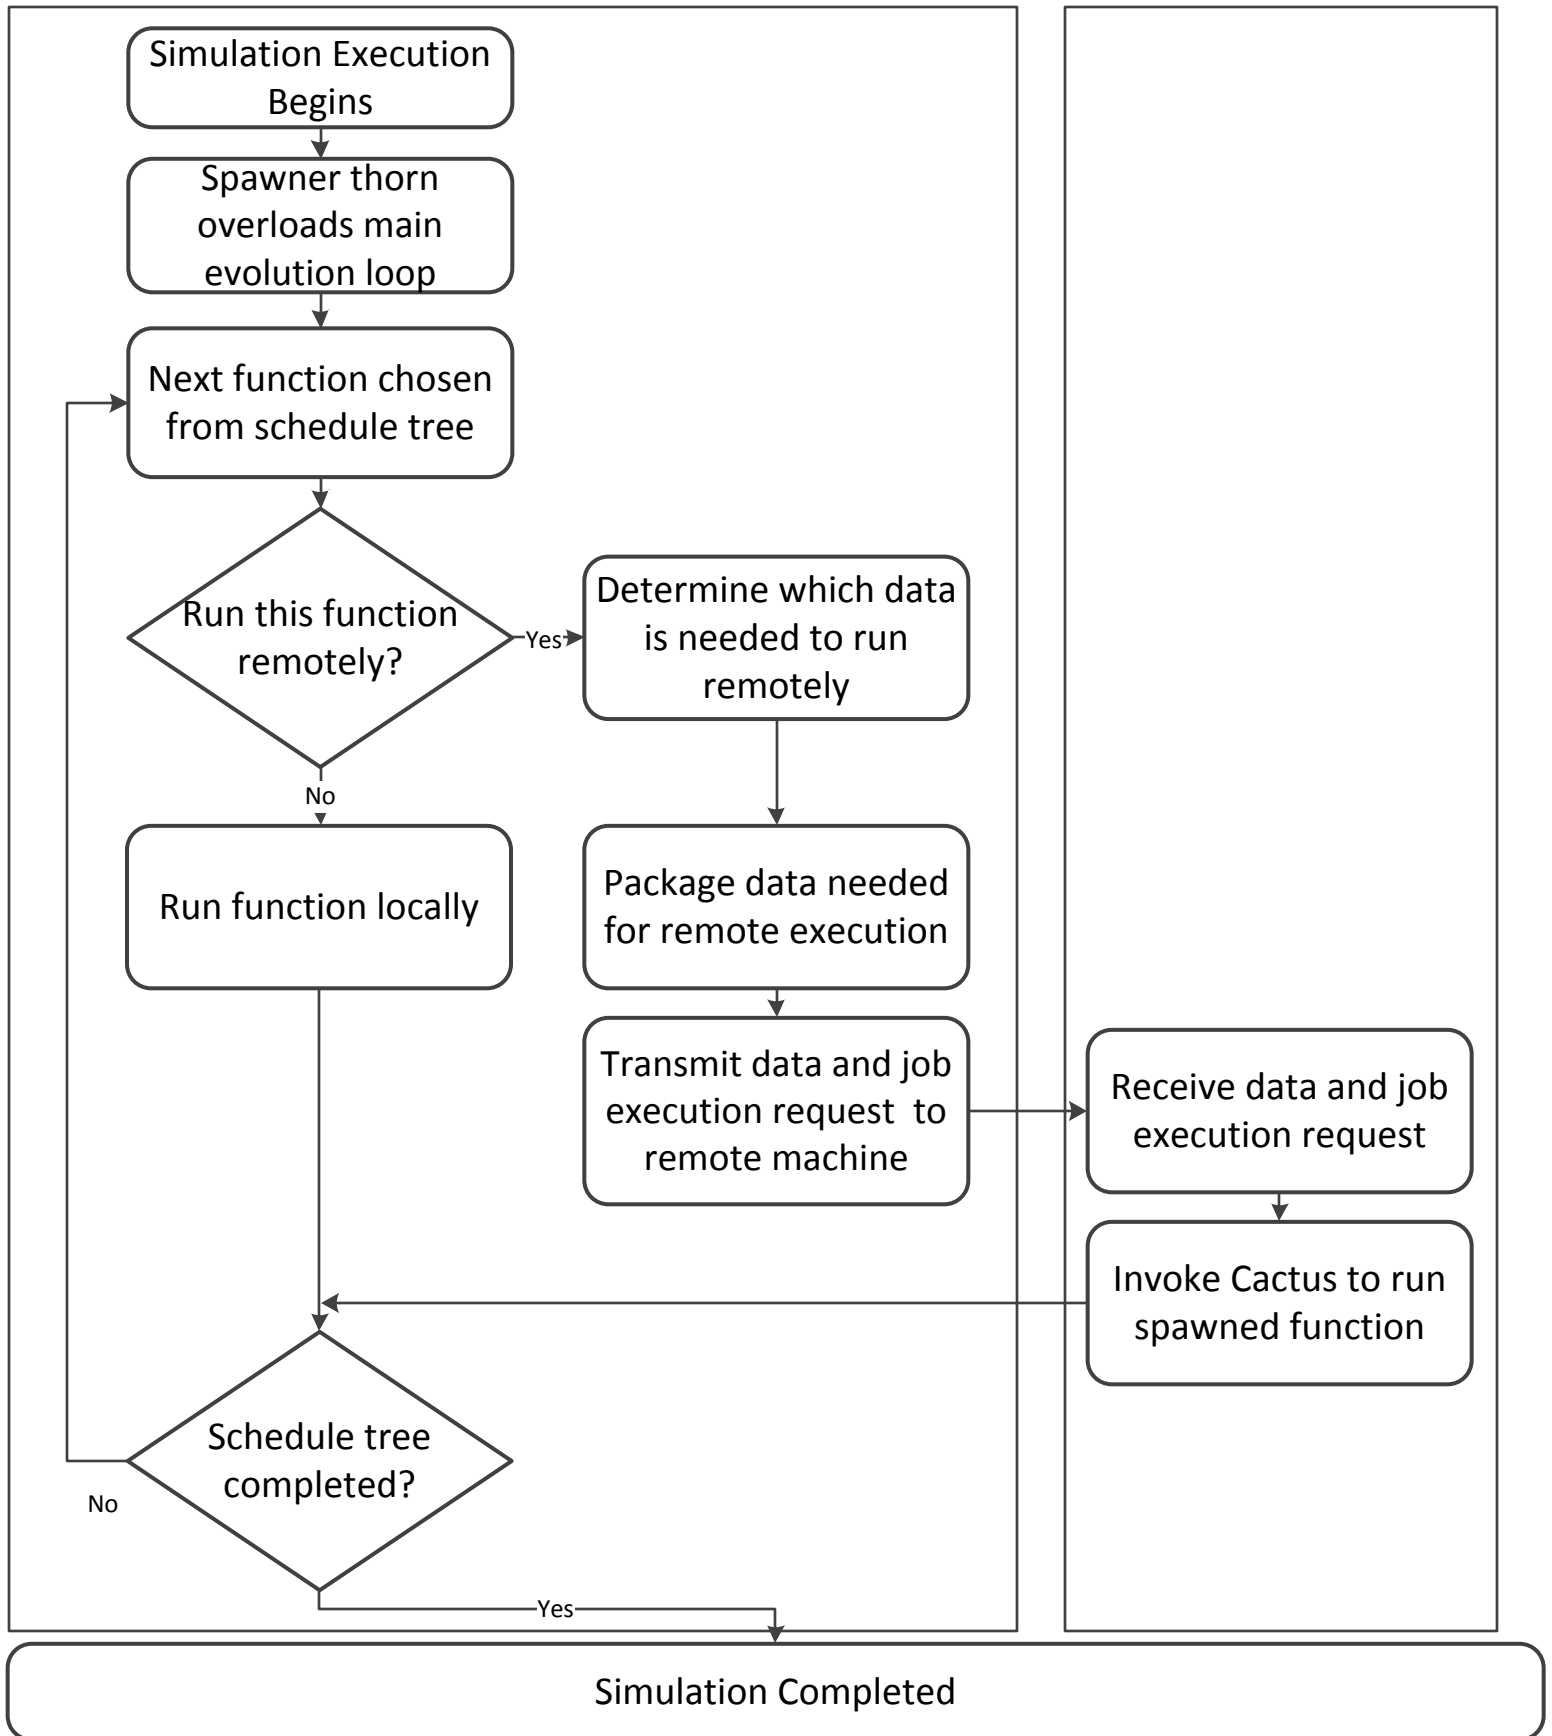 Simulation Execution
Begins
Spawner thorn
overloads main
evolution loop
Next function chosen
from schedule tree
Run this function
remotely?
Yes
Determine which data
is needed to run
remotely
No
Run function locally
Package data needed
for remote execution
Transmit data and job
execution request to
remote machine
Receive data and job
execution request
Invoke Cactus to run
spawned function
Schedule tree
completed?
No
Yes
Simulation Completed